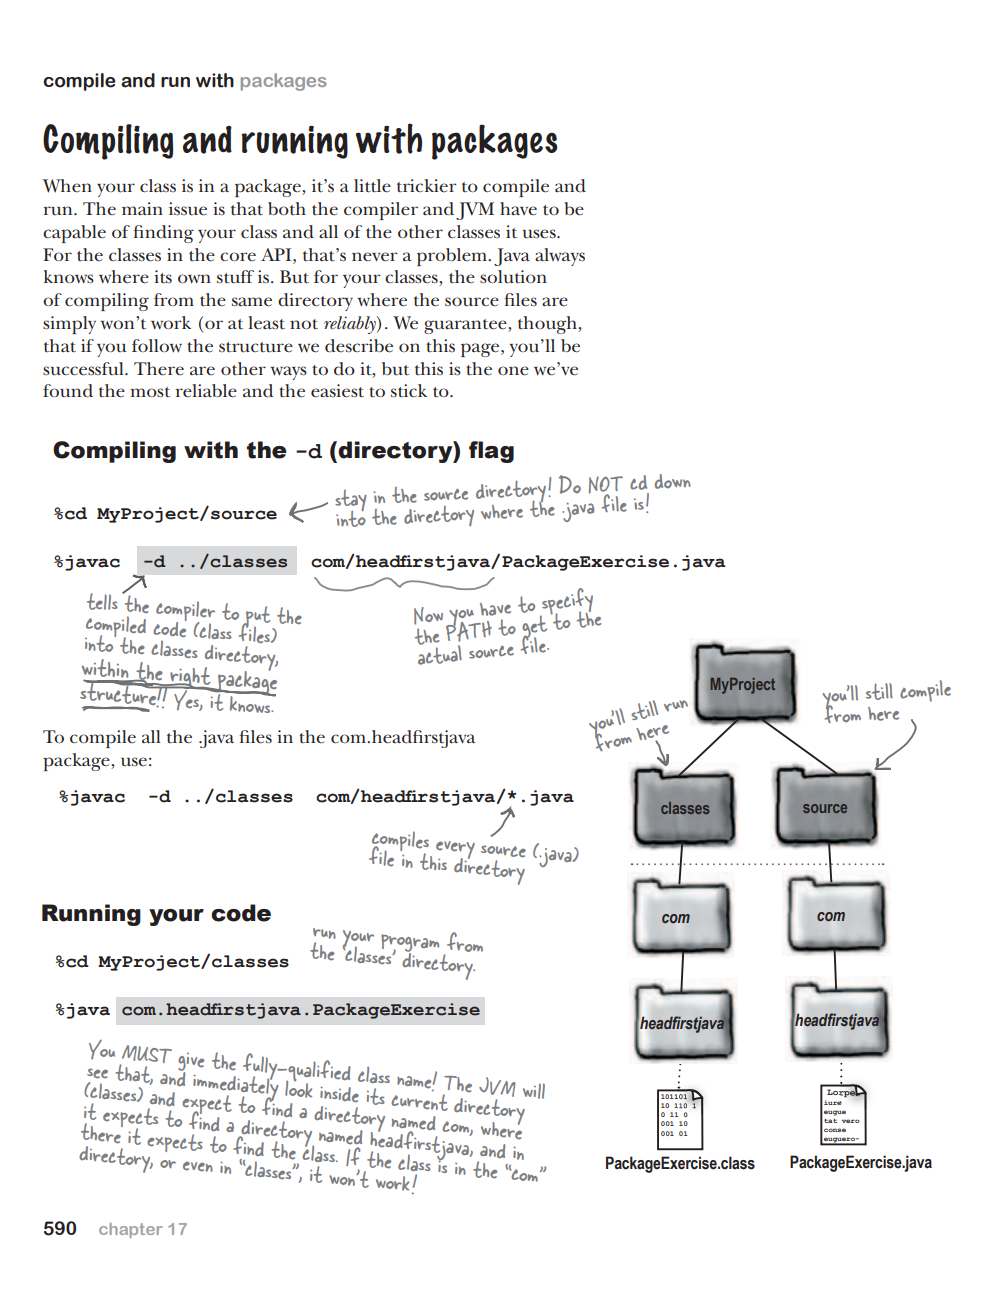 compile and run with packages
Compiling and running with packages
When your class is in a package, it's a little trickier to compile and
run. The main issue is that both the compiler and JVM have to be
capable of finding your class and all of the other classes it uses.
For the classes in the core API, that's never a problem. Java always
knows where its own stuff is. But for your classes, the solution
of compiling from the same directory where the source files are
simply won't work (or at least not reliably). We guarantee, though,
that if you follow the structure we describe on this page, you'll be
successful. There are other ways to do it, but this is the one we've
found the most reliable and the easiest to stick to.
Compiling with the -d (directory) flag
%cd MyProject/source
stay in the source directory! Do NOT cd down
into the directory where the .java file is!
%javac -d ../classes com/headfirstjava/PackageExercise.java
tells the compiler to put the
compiled code (class files)
into the classes directory,
within the right package
structure!! Yes, it knows.
Now you have to specify
the PATH to get to the
actual source file.
To compile all the .java files in the com.headfirstjava
package, use:
%javac -d ../classes com/headfirstjava/*.java
compiles every source (.java)
file in this directory
Running your code
%cd MyProject/classes
run your program from
the 'classes' directory.
%java com.headfirstjava.PackageExercise
You MUST give the fully-qualified class name! The JVM will
see that, and immediately look inside its current directory
(classes) and expect to find a directory named com, where
it expects to find a directory named headfirstjava, and in
there it expects to find the class. If the class is in the "com"
directory, or even in "classes", it won't work!
MyProject
you'll still run
from here
you'll still compile
from here
classes
source
com
com
headfirstjava
headfirstjava
101101
10 110 1
0 11 0
001 10
001 01
Lorpe
iure
eugue
tat vero
conse
euguero-
PackageExercise.class
PackageExercise.java
590 chapter 17